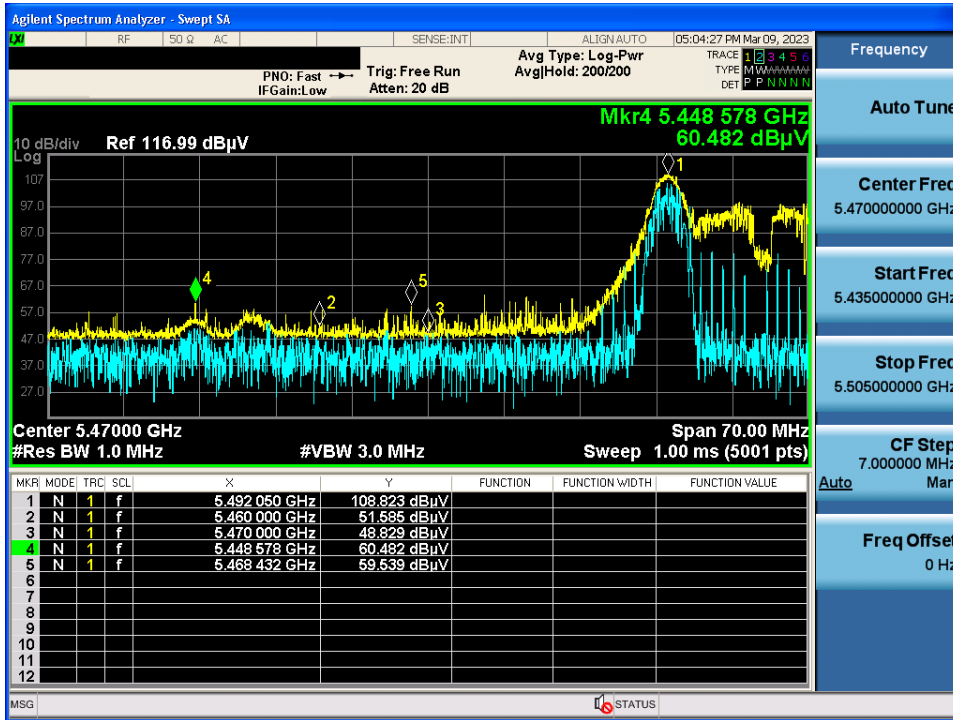 Agilent Spectrum Analyzer - Swept SA
LXI RF 50 Ω AC SENSE:INT ALIGN AUTO 05:04:27 PM Mar 09, 2023
PNO: Fast Trig: Free Run Avg Type: Log-Pwr TRACE 1 2 3 4 5 6
IFGain:Low Atten: 20 dB Avg|Hold: 200/200 TYPE M W
DET P P N N N N
Mkr4 5.448 578 GHz
60.482 dBµV
10 dB/div Ref 116.99 dBµV
Log
107
97.0
87.0
77.0
67.0
57.0
47.0
37.0
27.0
1
4
5
2
3
Center 5.47000 GHz Span 70.00 MHz
#Res BW 1.0 MHz #VBW 3.0 MHz Sweep 1.00 ms (5001 pts)
MKR MODE TRC SCL X Y FUNCTION FUNCTION WIDTH FUNCTION VALUE
1 N 1 f 5.492 050 GHz 108.823 dBµV
2 N 1 f 5.460 000 GHz 51.585 dBµV
3 N 1 f 5.470 000 GHz 48.829 dBµV
4 N 1 f 5.448 578 GHz 60.482 dBµV
5 N 1 f 5.468 432 GHz 59.539 dBµV
6
7
8
9
10
11
12
MSG STATUS
Frequency
Auto Tune
Center Freq
5.470000000 GHz
Start Freq
5.435000000 GHz
Stop Freq
5.505000000 GHz
CF Step
7.000000 MHz
Auto Man
Freq Offset
0 Hz